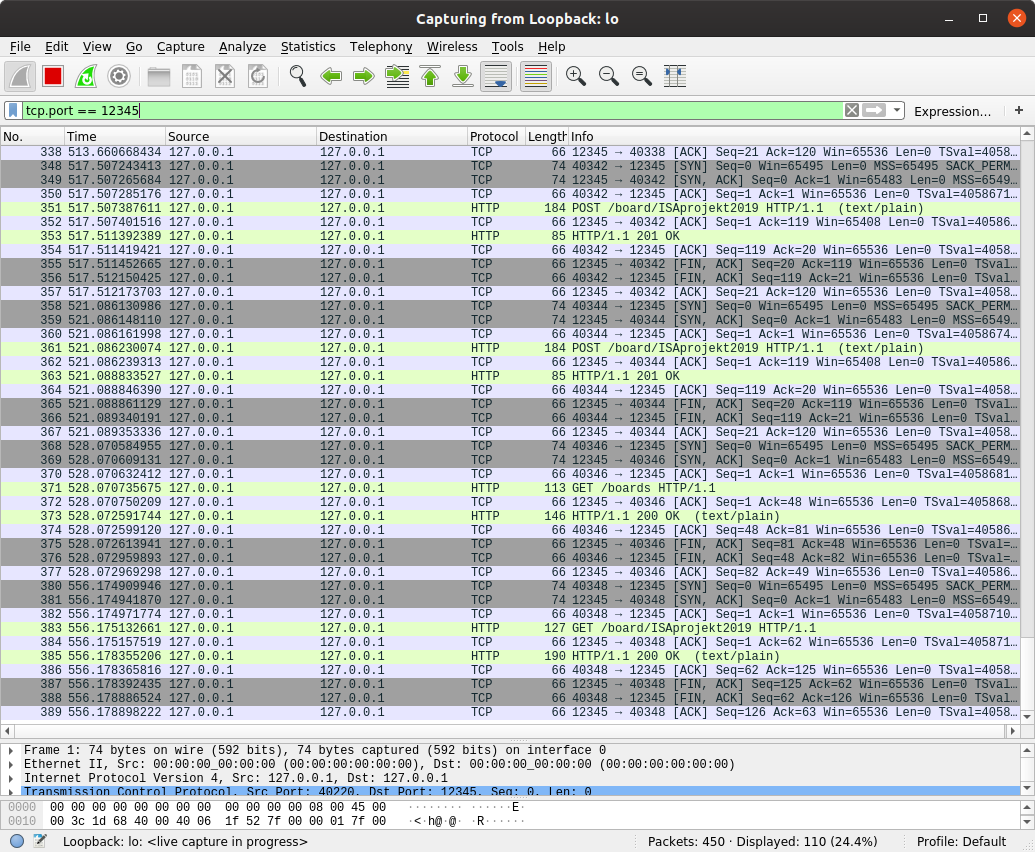 Capturing from Loopback: lo
File Edit View Go Capture Analyze Statistics Telephony Wireless Tools Help
tcp.port == 12345 Expression… +
No. Time Source Destination Protocol Length Info
338 513.660668434 127.0.0.1 127.0.0.1 TCP 66 12345 → 40338 [ACK] Seq=21 Ack=120 Win=65536 Len=0 TSval=4058…
348 517.507243413 127.0.0.1 127.0.0.1 TCP 74 40342 → 12345 [SYN] Seq=0 Win=65495 Len=0 MSS=65495 SACK_PERM…
349 517.507265684 127.0.0.1 127.0.0.1 TCP 74 12345 → 40342 [SYN, ACK] Seq=0 Ack=1 Win=65483 Len=0 MSS=6549…
350 517.507285176 127.0.0.1 127.0.0.1 TCP 66 40342 → 12345 [ACK] Seq=1 Ack=1 Win=65536 Len=0 TSval=4058671…
351 517.507387611 127.0.0.1 127.0.0.1 HTTP 184 POST /board/ISAprojekt2019 HTTP/1.1 (text/plain)
352 517.507401516 127.0.0.1 127.0.0.1 TCP 66 12345 → 40342 [ACK] Seq=1 Ack=119 Win=65408 Len=0 TSval=40586…
353 517.511392389 127.0.0.1 127.0.0.1 HTTP 85 HTTP/1.1 201 OK
354 517.511419421 127.0.0.1 127.0.0.1 TCP 66 40342 → 12345 [ACK] Seq=119 Ack=20 Win=65536 Len=0 TSval=4058…
355 517.511452665 127.0.0.1 127.0.0.1 TCP 66 12345 → 40342 [FIN, ACK] Seq=20 Ack=119 Win=65536 Len=0 TSval…
356 517.512150425 127.0.0.1 127.0.0.1 TCP 66 40342 → 12345 [FIN, ACK] Seq=119 Ack=21 Win=65536 Len=0 TSval…
357 517.512173703 127.0.0.1 127.0.0.1 TCP 66 12345 → 40342 [ACK] Seq=21 Ack=120 Win=65536 Len=0 TSval=4058…
358 521.086130986 127.0.0.1 127.0.0.1 TCP 74 40344 → 12345 [SYN] Seq=0 Win=65495 Len=0 MSS=65495 SACK_PERM…
359 521.086148110 127.0.0.1 127.0.0.1 TCP 74 12345 → 40344 [SYN, ACK] Seq=0 Ack=1 Win=65483 Len=0 MSS=6549…
360 521.086161998 127.0.0.1 127.0.0.1 TCP 66 40344 → 12345 [ACK] Seq=1 Ack=1 Win=65536 Len=0 TSval=4058674…
361 521.086230074 127.0.0.1 127.0.0.1 HTTP 184 POST /board/ISAprojekt2019 HTTP/1.1 (text/plain)
362 521.086239313 127.0.0.1 127.0.0.1 TCP 66 12345 → 40344 [ACK] Seq=1 Ack=119 Win=65408 Len=0 TSval=40586…
363 521.088833527 127.0.0.1 127.0.0.1 HTTP 85 HTTP/1.1 201 OK
364 521.088846390 127.0.0.1 127.0.0.1 TCP 66 40344 → 12345 [ACK] Seq=119 Ack=20 Win=65536 Len=0 TSval=4058…
365 521.088861129 127.0.0.1 127.0.0.1 TCP 66 12345 → 40344 [FIN, ACK] Seq=20 Ack=119 Win=65536 Len=0 TSval…
366 521.089340191 127.0.0.1 127.0.0.1 TCP 66 40344 → 12345 [FIN, ACK] Seq=119 Ack=21 Win=65536 Len=0 TSval…
367 521.089353336 127.0.0.1 127.0.0.1 TCP 66 12345 → 40344 [ACK] Seq=21 Ack=120 Win=65536 Len=0 TSval=4058…
368 528.070584955 127.0.0.1 127.0.0.1 TCP 74 40346 → 12345 [SYN] Seq=0 Win=65495 Len=0 MSS=65495 SACK_PERM…
369 528.070609131 127.0.0.1 127.0.0.1 TCP 74 12345 → 40346 [SYN, ACK] Seq=0 Ack=1 Win=65483 Len=0 MSS=6549…
370 528.070632412 127.0.0.1 127.0.0.1 TCP 66 40346 → 12345 [ACK] Seq=1 Ack=1 Win=65536 Len=0 TSval=4058681…
371 528.070735675 127.0.0.1 127.0.0.1 HTTP 113 GET /boards HTTP/1.1
372 528.070750209 127.0.0.1 127.0.0.1 TCP 66 12345 → 40346 [ACK] Seq=1 Ack=48 Win=65536 Len=0 TSval=405868…
373 528.072591744 127.0.0.1 127.0.0.1 HTTP 146 HTTP/1.1 200 OK (text/plain)
374 528.072599120 127.0.0.1 127.0.0.1 TCP 66 40346 → 12345 [ACK] Seq=48 Ack=81 Win=65536 Len=0 TSval=40586…
375 528.072613941 127.0.0.1 127.0.0.1 TCP 66 12345 → 40346 [FIN, ACK] Seq=81 Ack=48 Win=65536 Len=0 TSval=…
376 528.072959893 127.0.0.1 127.0.0.1 TCP 66 40346 → 12345 [FIN, ACK] Seq=48 Ack=82 Win=65536 Len=0 TSval=…
377 528.072969298 127.0.0.1 127.0.0.1 TCP 66 12345 → 40346 [ACK] Seq=82 Ack=49 Win=65536 Len=0 TSval=40586…
380 556.174909946 127.0.0.1 127.0.0.1 TCP 74 40348 → 12345 [SYN] Seq=0 Win=65495 Len=0 MSS=65495 SACK_PERM…
381 556.174941870 127.0.0.1 127.0.0.1 TCP 74 12345 → 40348 [SYN, ACK] Seq=0 Ack=1 Win=65483 Len=0 MSS=6549…
382 556.174971774 127.0.0.1 127.0.0.1 TCP 66 40348 → 12345 [ACK] Seq=1 Ack=1 Win=65536 Len=0 TSval=4058710…
383 556.175132661 127.0.0.1 127.0.0.1 HTTP 127 GET /board/ISAprojekt2019 HTTP/1.1
384 556.175157519 127.0.0.1 127.0.0.1 TCP 66 12345 → 40348 [ACK] Seq=1 Ack=62 Win=65536 Len=0 TSval=405871…
385 556.178355206 127.0.0.1 127.0.0.1 HTTP 190 HTTP/1.1 200 OK (text/plain)
386 556.178365816 127.0.0.1 127.0.0.1 TCP 66 40348 → 12345 [ACK] Seq=62 Ack=125 Win=65536 Len=0 TSval=4058…
387 556.178392435 127.0.0.1 127.0.0.1 TCP 66 12345 → 40348 [FIN, ACK] Seq=125 Ack=62 Win=65536 Len=0 TSval…
388 556.178886524 127.0.0.1 127.0.0.1 TCP 66 40348 → 12345 [FIN, ACK] Seq=62 Ack=126 Win=65536 Len=0 TSval…
389 556.178898222 127.0.0.1 127.0.0.1 TCP 66 12345 → 40348 [ACK] Seq=126 Ack=63 Win=65536 Len=0 TSval=4058…
Frame 1: 74 bytes on wire (592 bits), 74 bytes captured (592 bits) on interface 0
Ethernet II, Src: 00:00:00_00:00:00 (00:00:00:00:00:00), Dst: 00:00:00_00:00:00 (00:00:00:00:00:00)
Internet Protocol Version 4, Src: 127.0.0.1, Dst: 127.0.0.1
Transmission Control Protocol, Src Port: 40220, Dst Port: 12345, Seq: 0, Len: 0
0000 00 00 00 00 00 00 00 00 00 00 00 00 08 00 45 00 ········ ······E·
0010 00 3c 1d 68 40 00 40 06 1f 52 7f 00 00 01 7f 00 ·<·h@·@· ·R······
Loopback: lo: <live capture in progress> Packets: 450 · Displayed: 110 (24.4%) Profile: Default